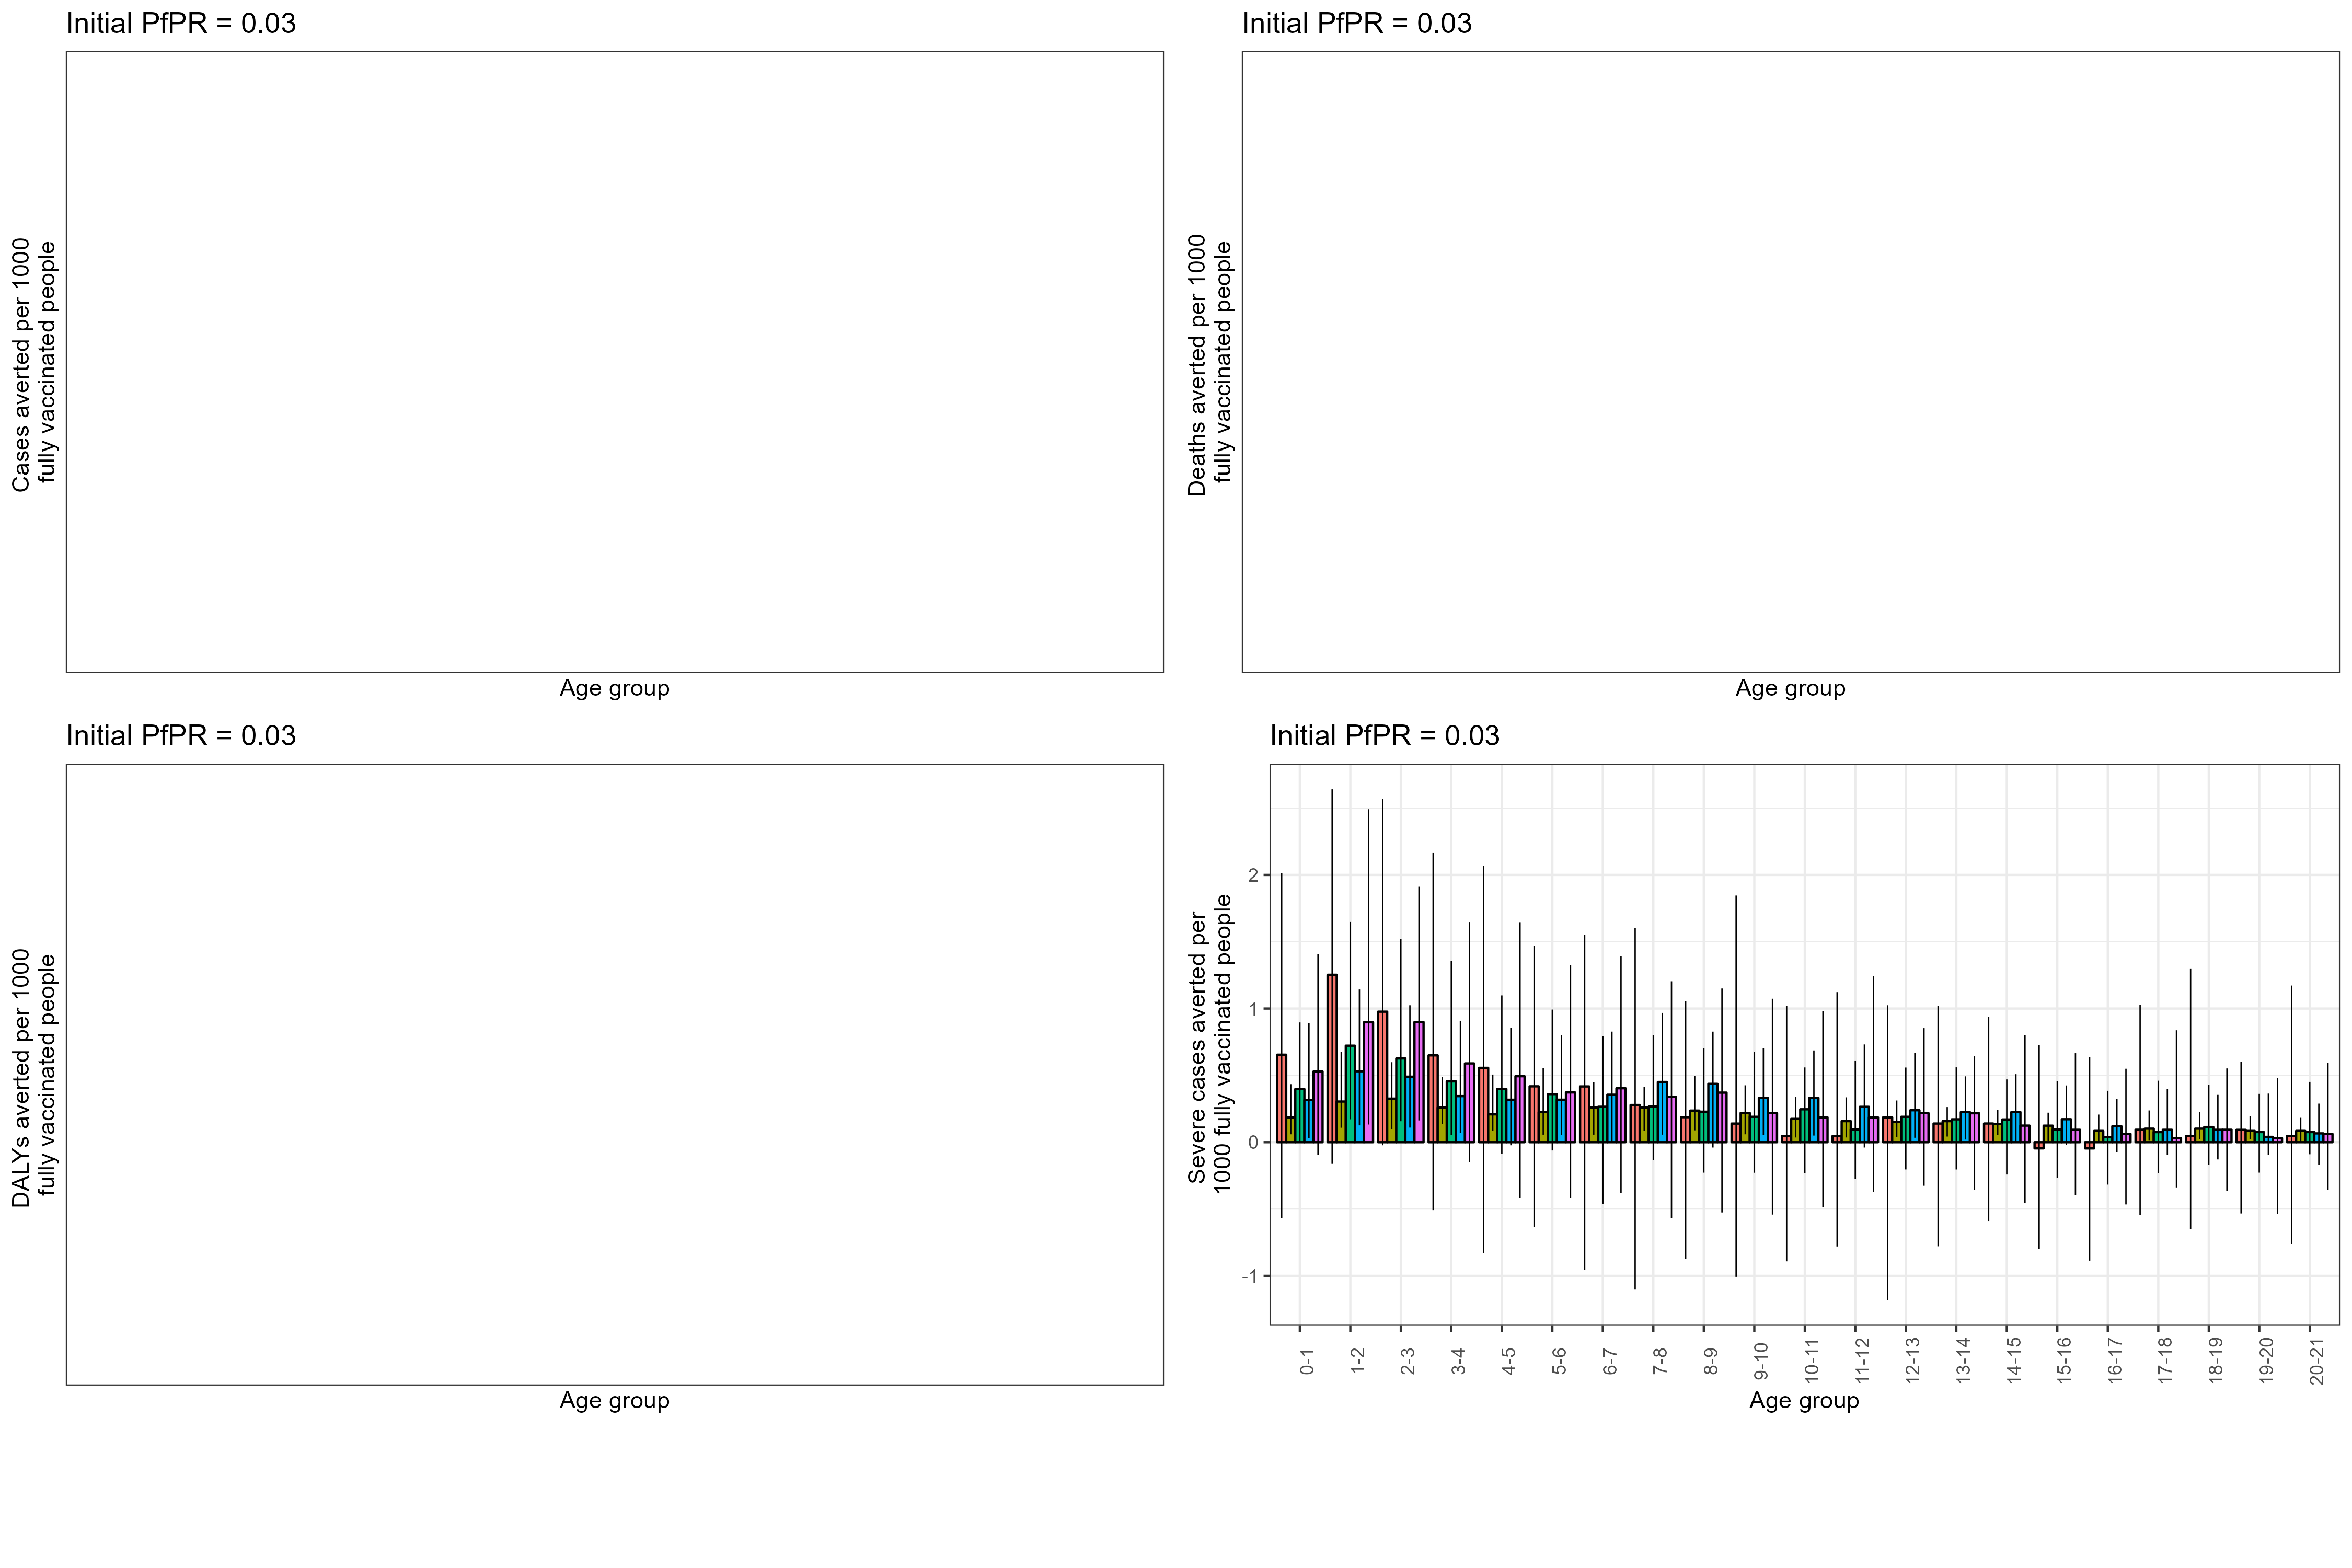 Initial PfPR = 0.03
Cases averted per 1000
fully vaccinated people
Age group
Initial PfPR = 0.03
Deaths averted per 1000
fully vaccinated people
Age group
Initial PfPR = 0.03
DALYs averted per 1000
fully vaccinated people
Age group
Initial PfPR = 0.03
Severe cases averted per
1000 fully vaccinated people
2
1
0
-1
0-1
1-2
2-3
3-4
4-5
5-6
6-7
7-8
8-9
9-10
10-11
11-12
12-13
13-14
14-15
15-16
16-17
17-18
18-19
19-20
20-21
Age group